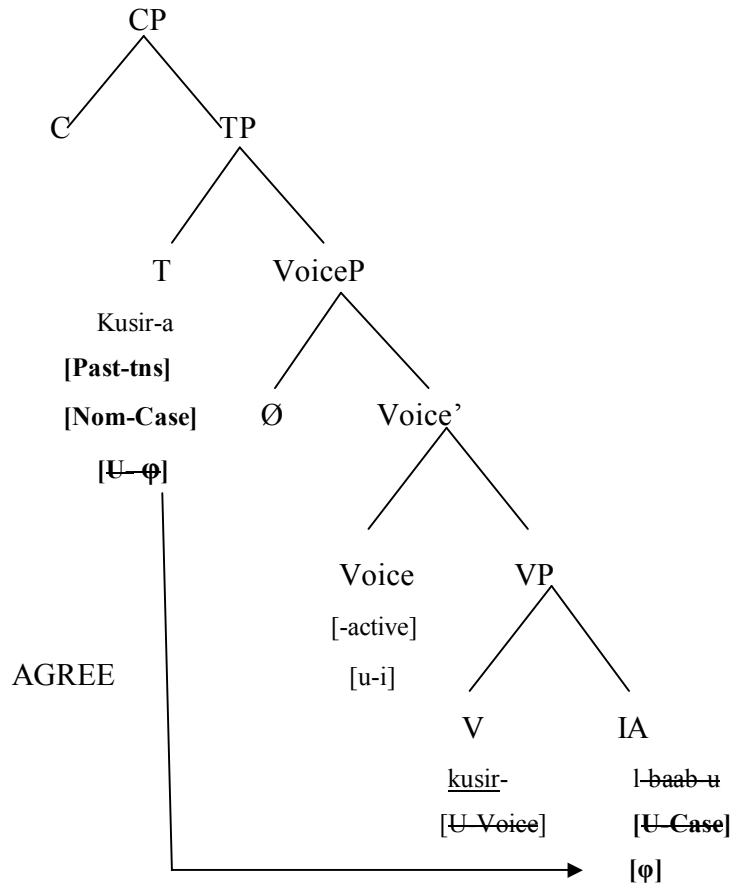 CP
C TP
T VoiceP
Kusir-a
[Past-tns]
[Nom-Case] Ø Voice’
[U- φ]
Voice VP
[-active]
AGREE [u-i]
V IA
kusir- l-baab-u
[U-Voice] [U-Case]
[φ]